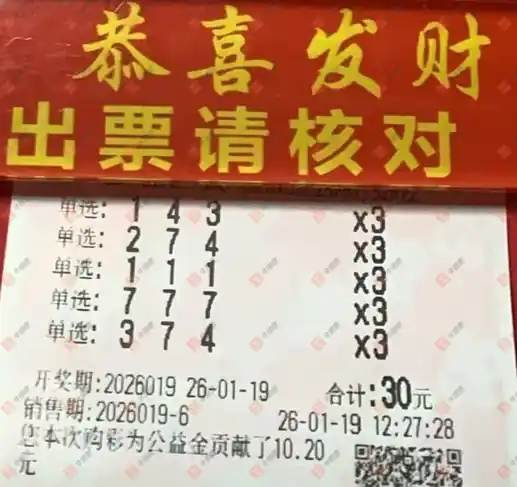 恭喜发财
出票请核对
单选: 1 4 3 x3
单选: 2 7 4 x3
单选: 1 1 1 x3
单选: 7 7 7 x3
单选: 3 7 4 x3
开奖期:2026019 26-01-19 合计:30元
销售期:2026019-6 26-01-19 12:27:28
您本次购彩为公益金贡献了10.20
元